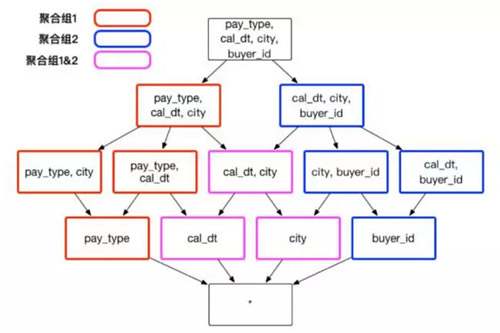 聚合组1
聚合组2
聚合组1&2
pay_type,
cal_dt, city,
buyer_id
pay_type,
cal_dt, city
cal_dt, city,
buyer_id
pay_type, city
pay_type,
cal_dt
cal_dt, city
city, buyer_id
cal_dt,
buyer_id
pay_type
cal_dt
city
buyer_id
*